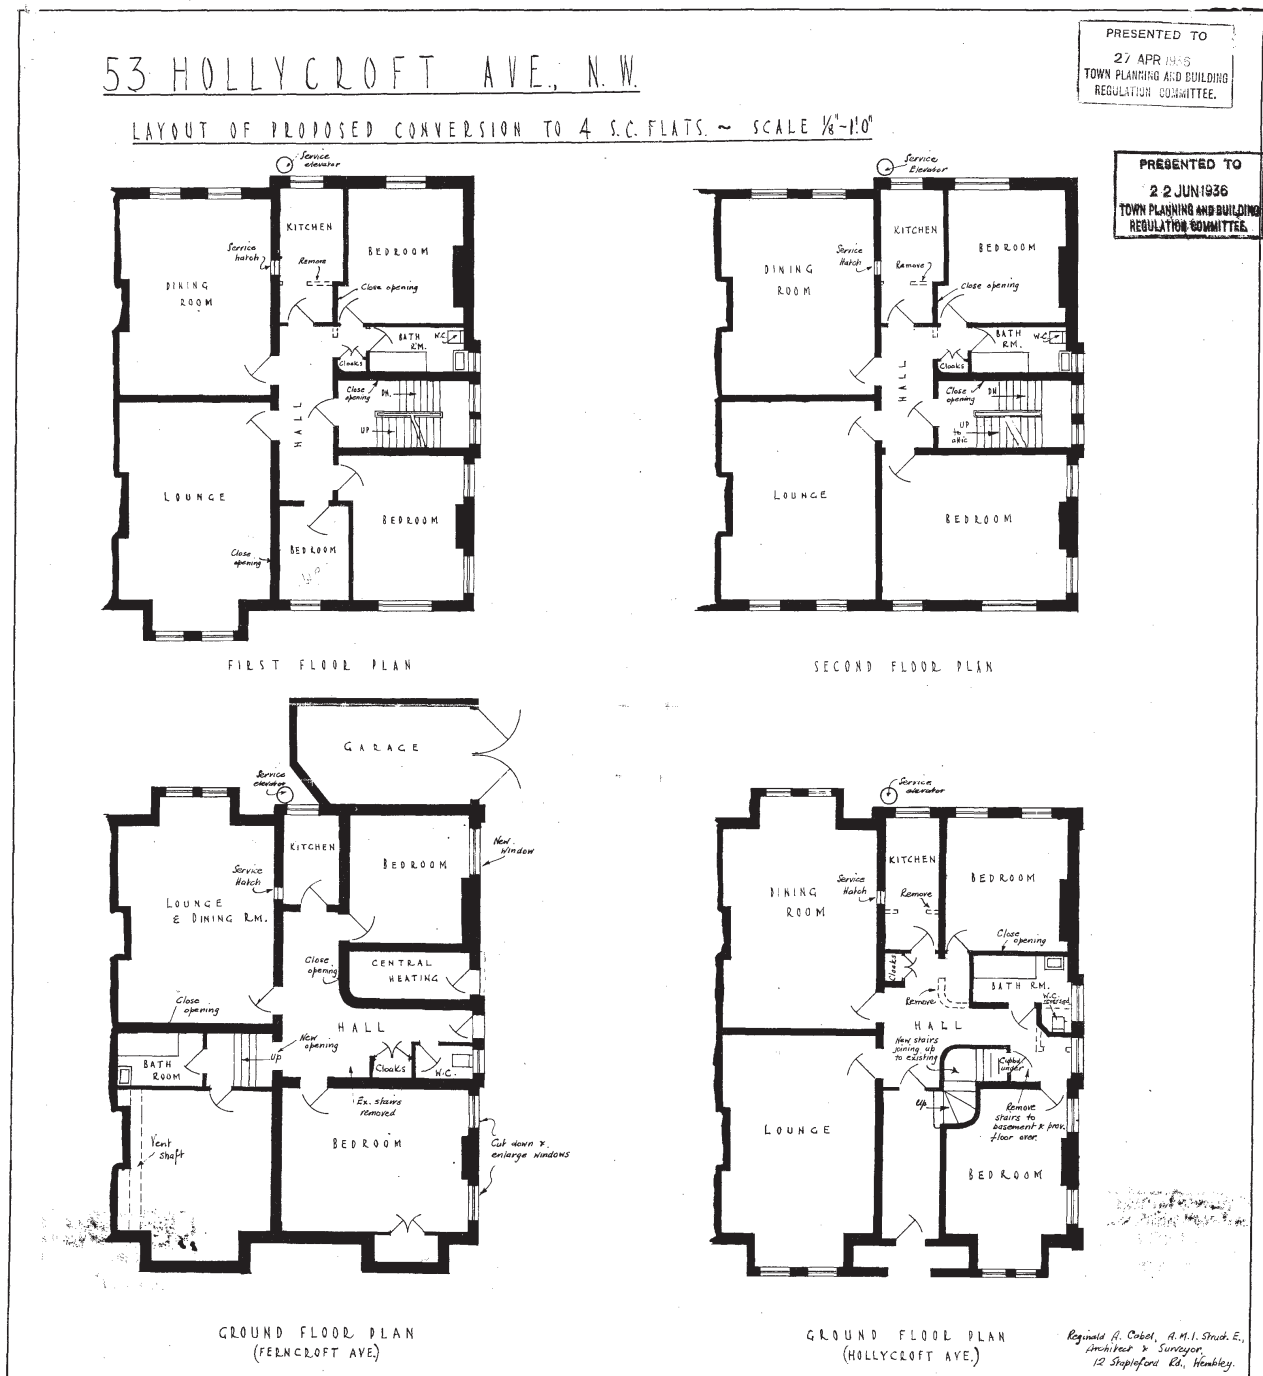 53 HOLLYCROFT AVE., N.W.
LAYOUT OF PROPOSED CONVERSION TO 4 S.C. FLATS. ~ SCALE 1/8"-1'.0"
PRESENTED TO
27 APR 1936
TOWN PLANNING AND BUILDING
REGULATION COMMITTEE.
PRESENTED TO
22 JUN 1936
TOWN PLANNING AND BUILDING
REGULATION COMMITTEE.
Service
elevator
KITCHEN
BEDROOM
Service
hatch
Remove
Close opening
DINING
ROOM
BATH
RM.
W.C.
Cloaks
Close
opening
DN.
UP
HALL
LOUNGE
BEDROOM
Close
opening
BEDROOM
FIRST FLOOR PLAN
Service
Elevator
KITCHEN
BEDROOM
Service
Hatch
Remove
Close opening
DINING
ROOM
BATH
RM.
W.C.
Cloaks
Close
opening
DN
UP
to
attic
HALL
LOUNGE
BEDROOM
SECOND FLOOR PLAN
GARAGE
Service
elevator
KITCHEN
BEDROOM
New
Window
Service
Hatch
LOUNGE
& DINING RM.
Close
opening
CENTRAL
HEATING
Close
opening
HALL
New
opening
UP
BATH
ROOM
Cloaks
W.C.
Ex. stairs
removed
Vent
shaft
BEDROOM
Cut down &
enlarge windows
GROUND FLOOR PLAN
(FERNCROFT AVE.)
Service
elevator
KITCHEN
BEDROOM
Service
Hatch
Remove
DINING
ROOM
Close
opening
Cloaks
BATH RM.
Remove
W.C.
reversed
HALL
New stairs
joining up
to existing
Cupbd
under
Up
Remove
stairs to
basement & prov.
floor over.
LOUNGE
BEDROOM
GROUND FLOOR PLAN
(HOLLYCROFT AVE.)
Reginald A. Cabel, A.M.I. Struct. E.,
Architect & Surveyor,
12 Stapleford Rd., Wembley.